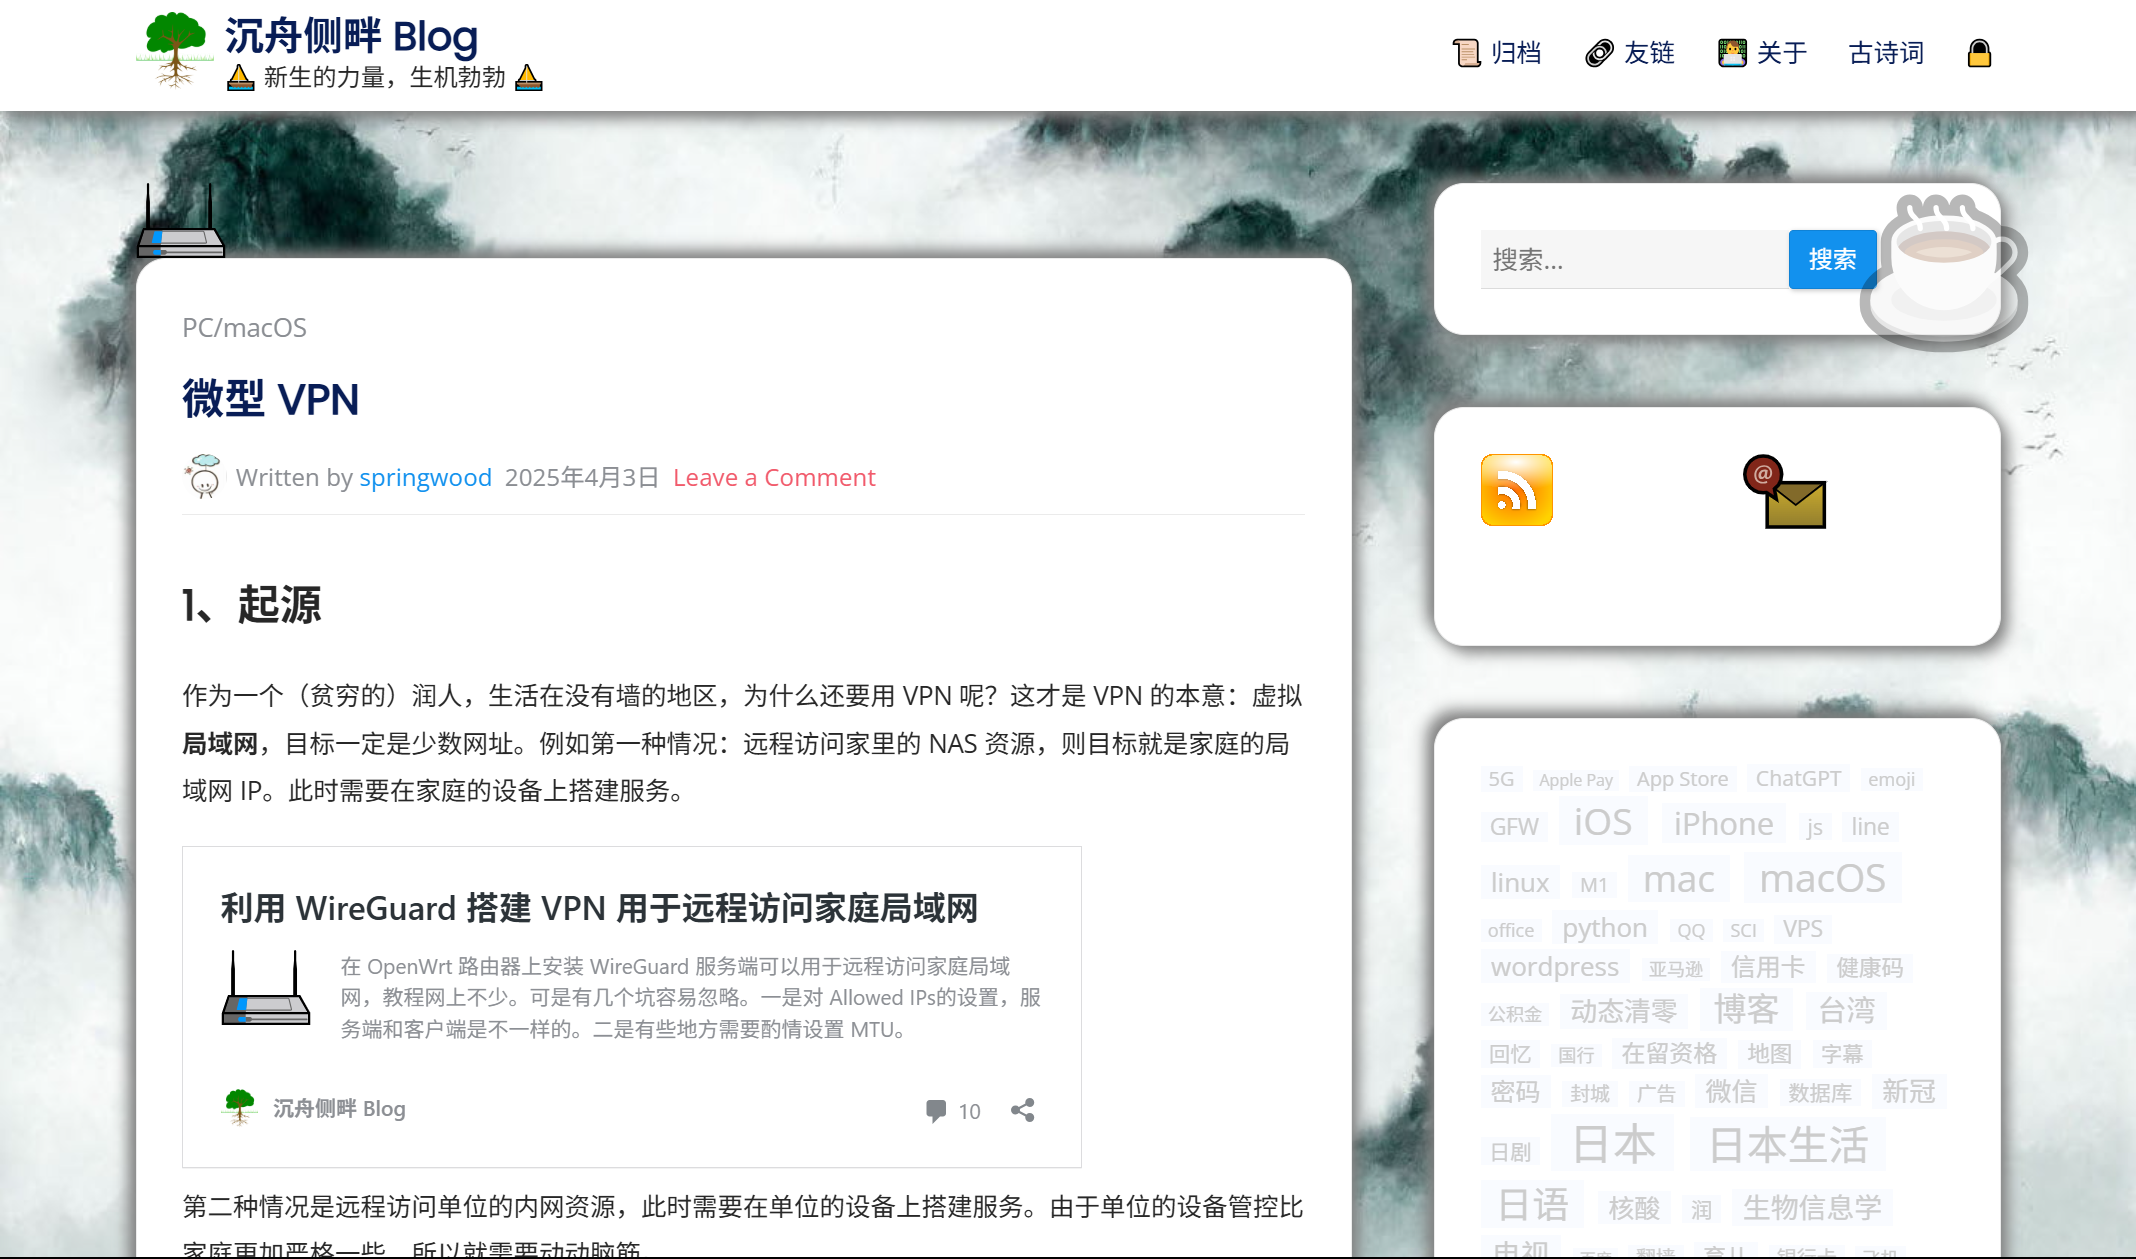 沉舟侧畔 Blog
新生的力量，生机勃勃
归档
友链
关于
古诗词
PC/macOS
微型 VPN
Written by springwood 2025年4月3日 Leave a Comment
1、起源
作为一个（贫穷的）润人，生活在没有墙的地区，为什么还要用 VPN 呢？这才是 VPN 的本意：虚拟
局域网，目标一定是少数网址。例如第一种情况：远程访问家里的 NAS 资源，则目标就是家庭的局
域网 IP。此时需要在家庭的设备上搭建服务。
利用 WireGuard 搭建 VPN 用于远程访问家庭局域网
在 OpenWrt 路由器上安装 WireGuard 服务端可以用于远程访问家庭局域
网，教程网上不少。可是有几个坑容易忽略。一是对 Allowed IPs的设置，服
务端和客户端是不一样的。二是有些地方需要酌情设置 MTU。
沉舟侧畔 Blog
10
第二种情况是远程访问单位的内网资源，此时需要在单位的设备上搭建服务。由于单位的设备管控比
家庭更加严格一些，所以就需要动动脑筋
搜索...
搜索
@
5G Apple Pay App Store ChatGPT emoji
GFW iOS iPhone js line
linux M1 mac macOS
office python QQ SCI VPS
wordpress 亚马逊 信用卡 健康码
公积金 动态清零 博客 台湾
回忆 国行 在留资格 地图 字幕
密码 封城 广告 微信 数据库 新冠
日剧 日本 日本生活
日语 核酸 润 生物信息学
电视 百度 翻墙 育儿 银行卡 飞机